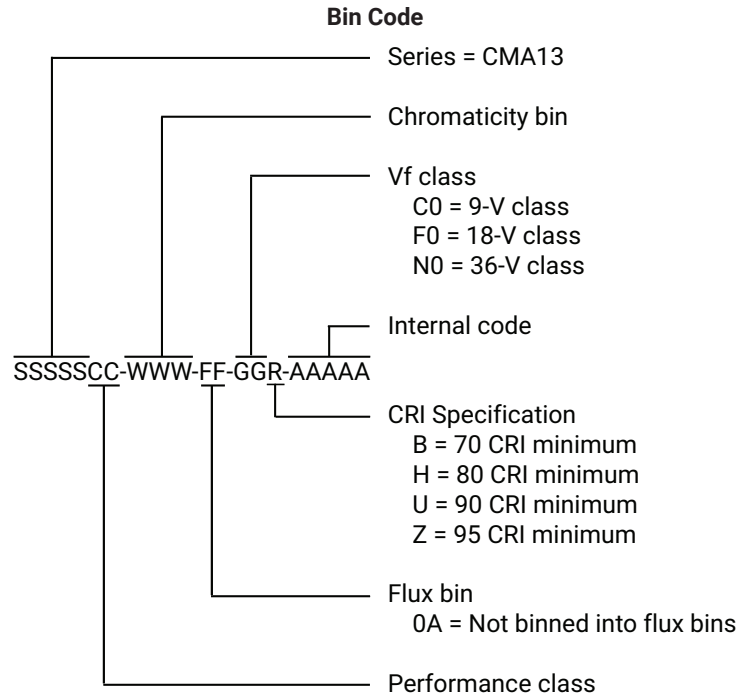 Bin Code
Series = CMA13
Chromaticity bin
Vf class
C0 = 9-V class
F0 = 18-V class
N0 = 36-V class
Internal code
SSSSSCC-WWW-FF-GGR-AAAAA
CRI Specification
B = 70 CRI minimum
H = 80 CRI minimum
U = 90 CRI minimum
Z = 95 CRI minimum
Flux bin
0A = Not binned into flux bins
Performance class